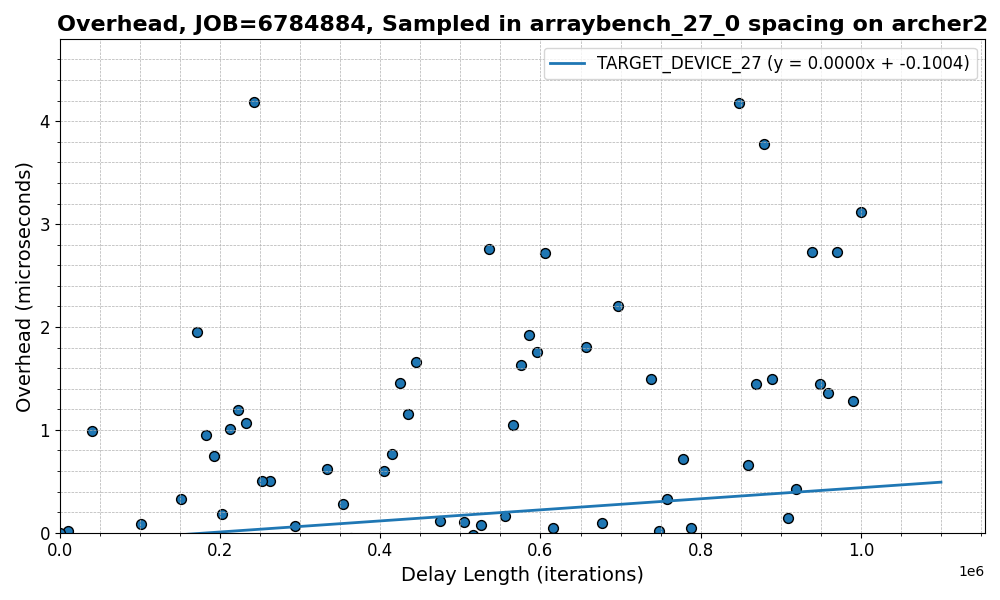 Overhead, JOB=6784884, Sampled in arraybench_27_0 spacing on archer2
TARGET_DEVICE_27 (y = 0.0000x + -0.1004)
Overhead (microseconds)
4
3
2
1
0
0.0 0.2 0.4 0.6 0.8 1.0
1e6
Delay Length (iterations)